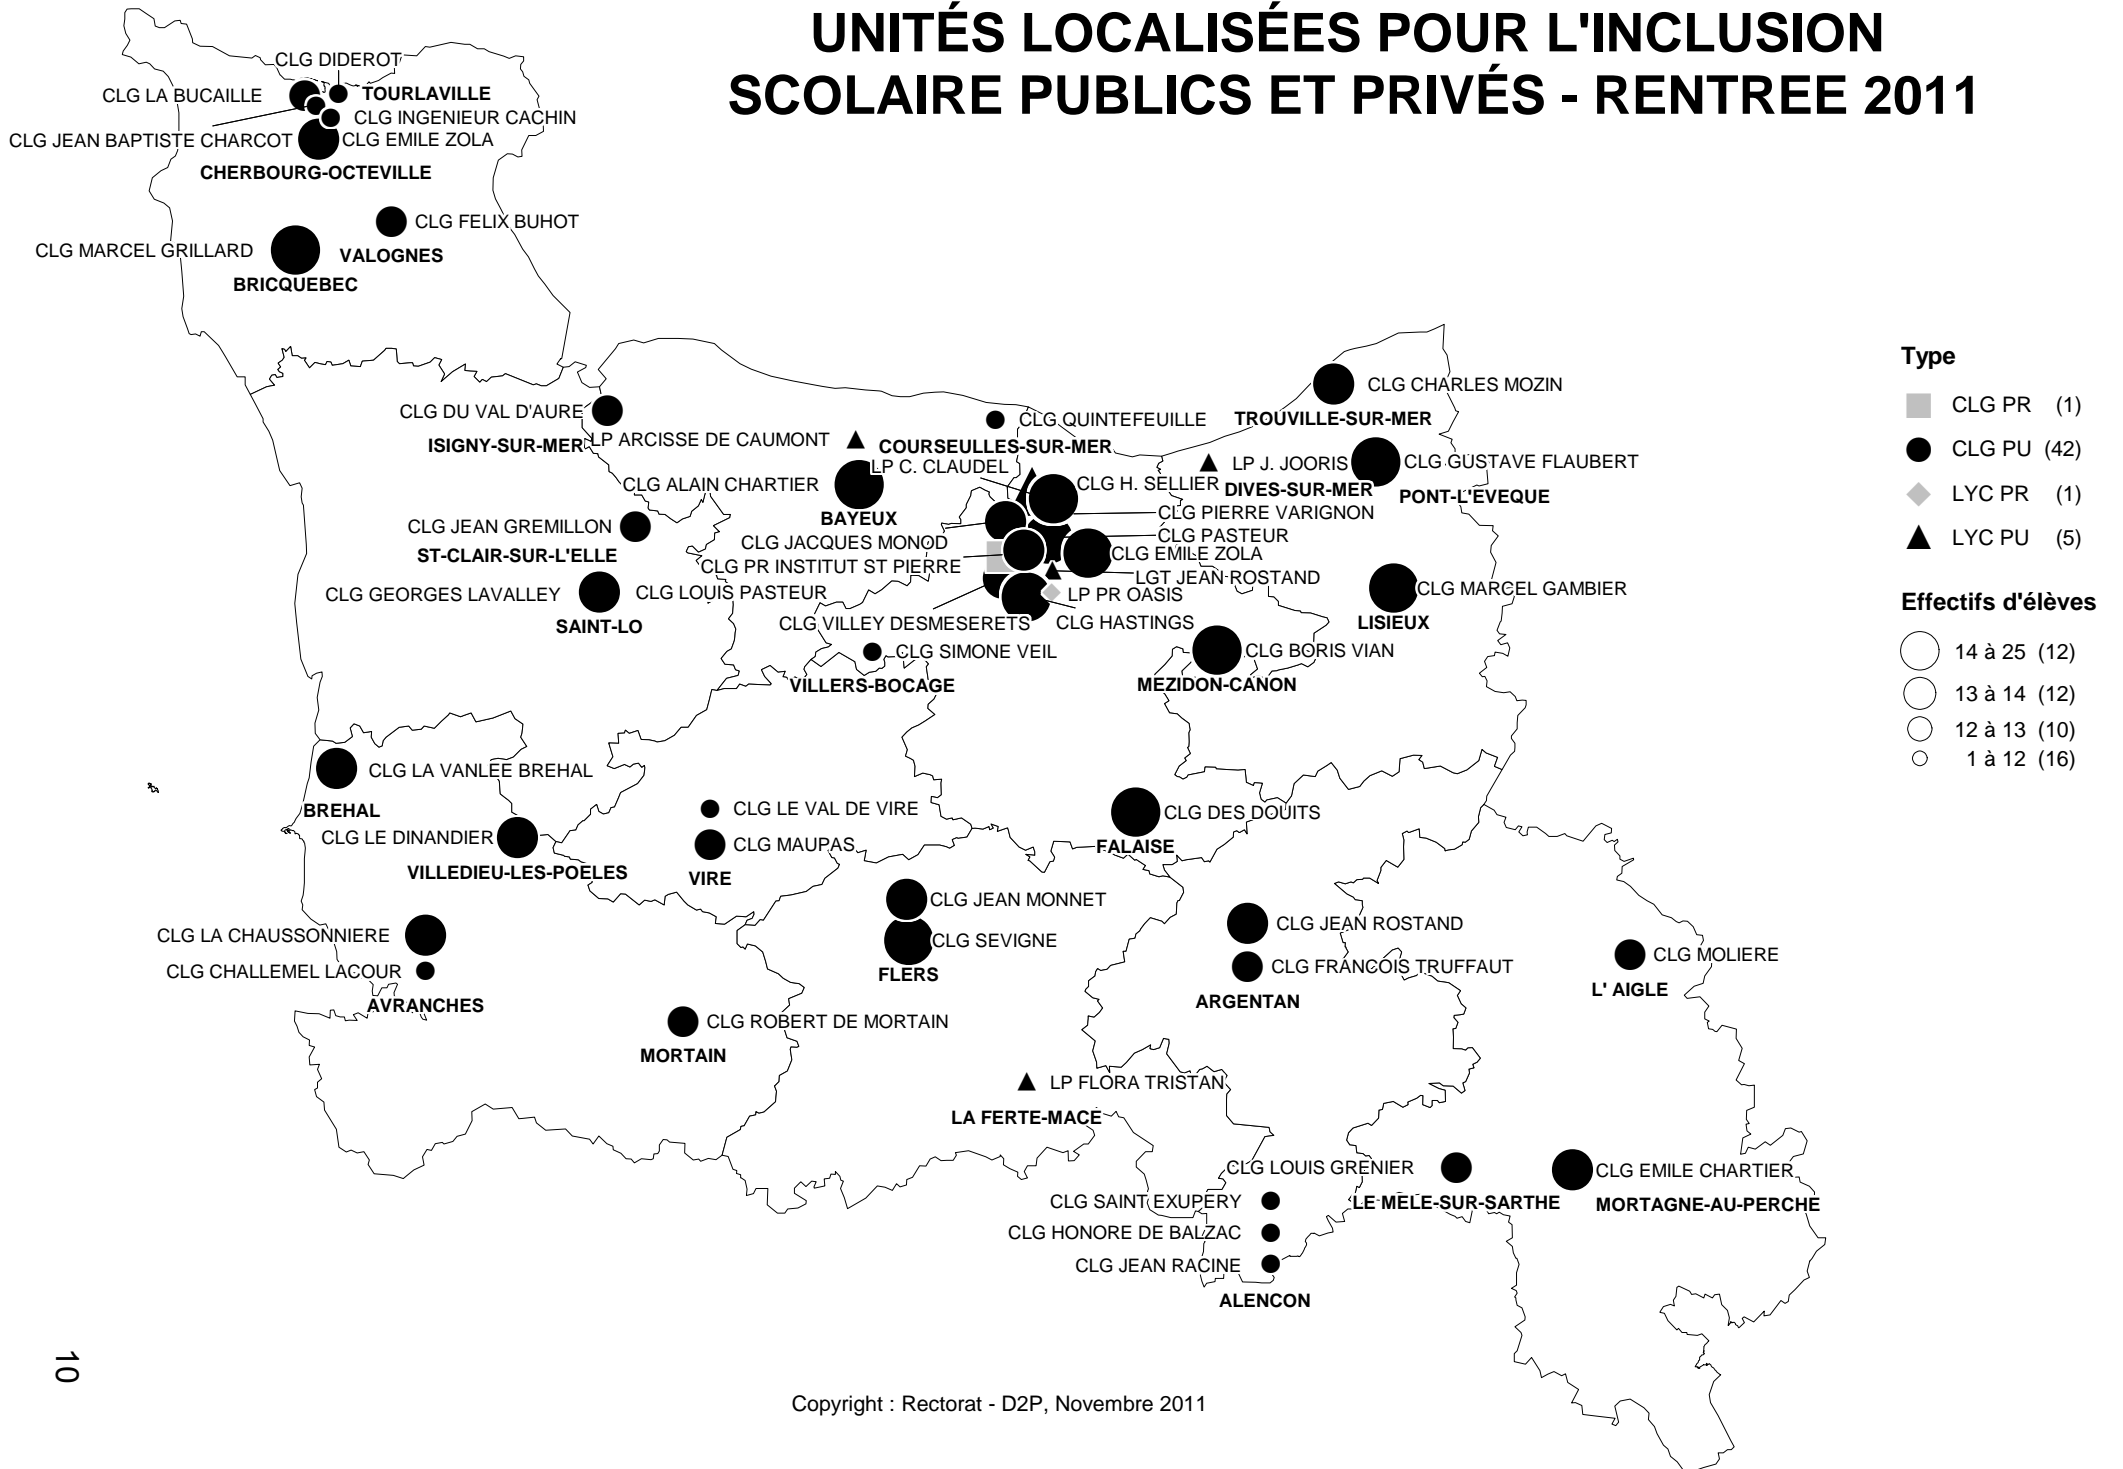 UNITÉS LOCALISÉES POUR L'INCLUSION
SCOLAIRE PUBLICS ET PRIVÉS - RENTREE 2011
CLG DIDEROT
CLG LA BUCAILLE
TOURLAVILLE
CLG INGENIEUR CACHIN
CLG JEAN BAPTISTE CHARCOT
CLG EMILE ZOLA
CHERBOURG-OCTEVILLE
CLG FELIX BUHOT
CLG MARCEL GRILLARD
VALOGNES
BRICQUEBEC
CLG DU VAL D'AURE
ISIGNY-SUR-MER
LP ARCISSE DE CAUMONT
CLG QUINTEFEUILLE
COURSEULLES-SUR-MER
CLG CHARLES MOZIN
TROUVILLE-SUR-MER
LP C. CLAUDEL
LP J. JOORIS
CLG GUSTAVE FLAUBERT
CLG ALAIN CHARTIER
CLG H. SELLIER
DIVES-SUR-MER
PONT-L'EVEQUE
BAYEUX
CLG PIERRE VARIGNON
CLG JEAN GREMILLON
CLG PASTEUR
CLG JACQUES MONOD
ST-CLAIR-SUR-L'ELLE
CLG EMILE ZOLA
CLG PR INSTITUT ST PIERRE
LGT JEAN ROSTAND
CLG GEORGES LAVALLEY
CLG LOUIS PASTEUR
LP PR OASIS
CLG MARCEL GAMBIER
SAINT-LO
CLG VILLEY DESMESERETS
CLG HASTINGS
LISIEUX
CLG SIMONE VEIL
CLG BORIS VIAN
VILLERS-BOCAGE
MEZIDON-CANON
CLG LA VANLEE BREHAL
BREHAL
CLG LE VAL DE VIRE
CLG DES DOUITS
CLG LE DINANDIER
CLG MAUPAS
FALAISE
VILLEDIEU-LES-POELES
VIRE
CLG JEAN MONNET
CLG JEAN ROSTAND
CLG LA CHAUSSONNIERE
CLG SEVIGNE
CLG MOLIERE
CLG CHALLEMEL LACOUR
FLERS
CLG FRANCOIS TRUFFAUT
L' AIGLE
AVRANCHES
ARGENTAN
CLG ROBERT DE MORTAIN
MORTAIN
LP FLORA TRISTAN
LA FERTE-MACE
CLG LOUIS GRENIER
CLG EMILE CHARTIER
CLG SAINT EXUPERY
LE MELE-SUR-SARTHE
MORTAGNE-AU-PERCHE
CLG HONORE DE BALZAC
CLG JEAN RACINE
ALENCON
Type
CLG PR (1)
CLG PU (42)
LYC PR (1)
LYC PU (5)
Effectifs d'élèves
14 à 25 (12)
13 à 14 (12)
12 à 13 (10)
1 à 12 (16)
10
Copyright : Rectorat - D2P, Novembre 2011